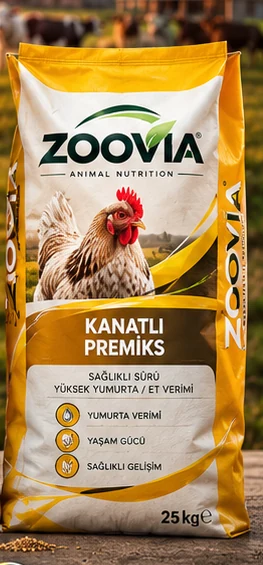 ZOOVIA®
ANIMAL NUTRITION
KANATLI
PREMİKS
SAĞLIKLI SÜRÜ
YÜKSEK YUMURTA / ET VERİMİ
YUMURTA VERİMİ
YAŞAM GÜCÜ
SAĞLIKLI GELİŞİM
25 kg ℮
ZOOVIA
ZOOVIA